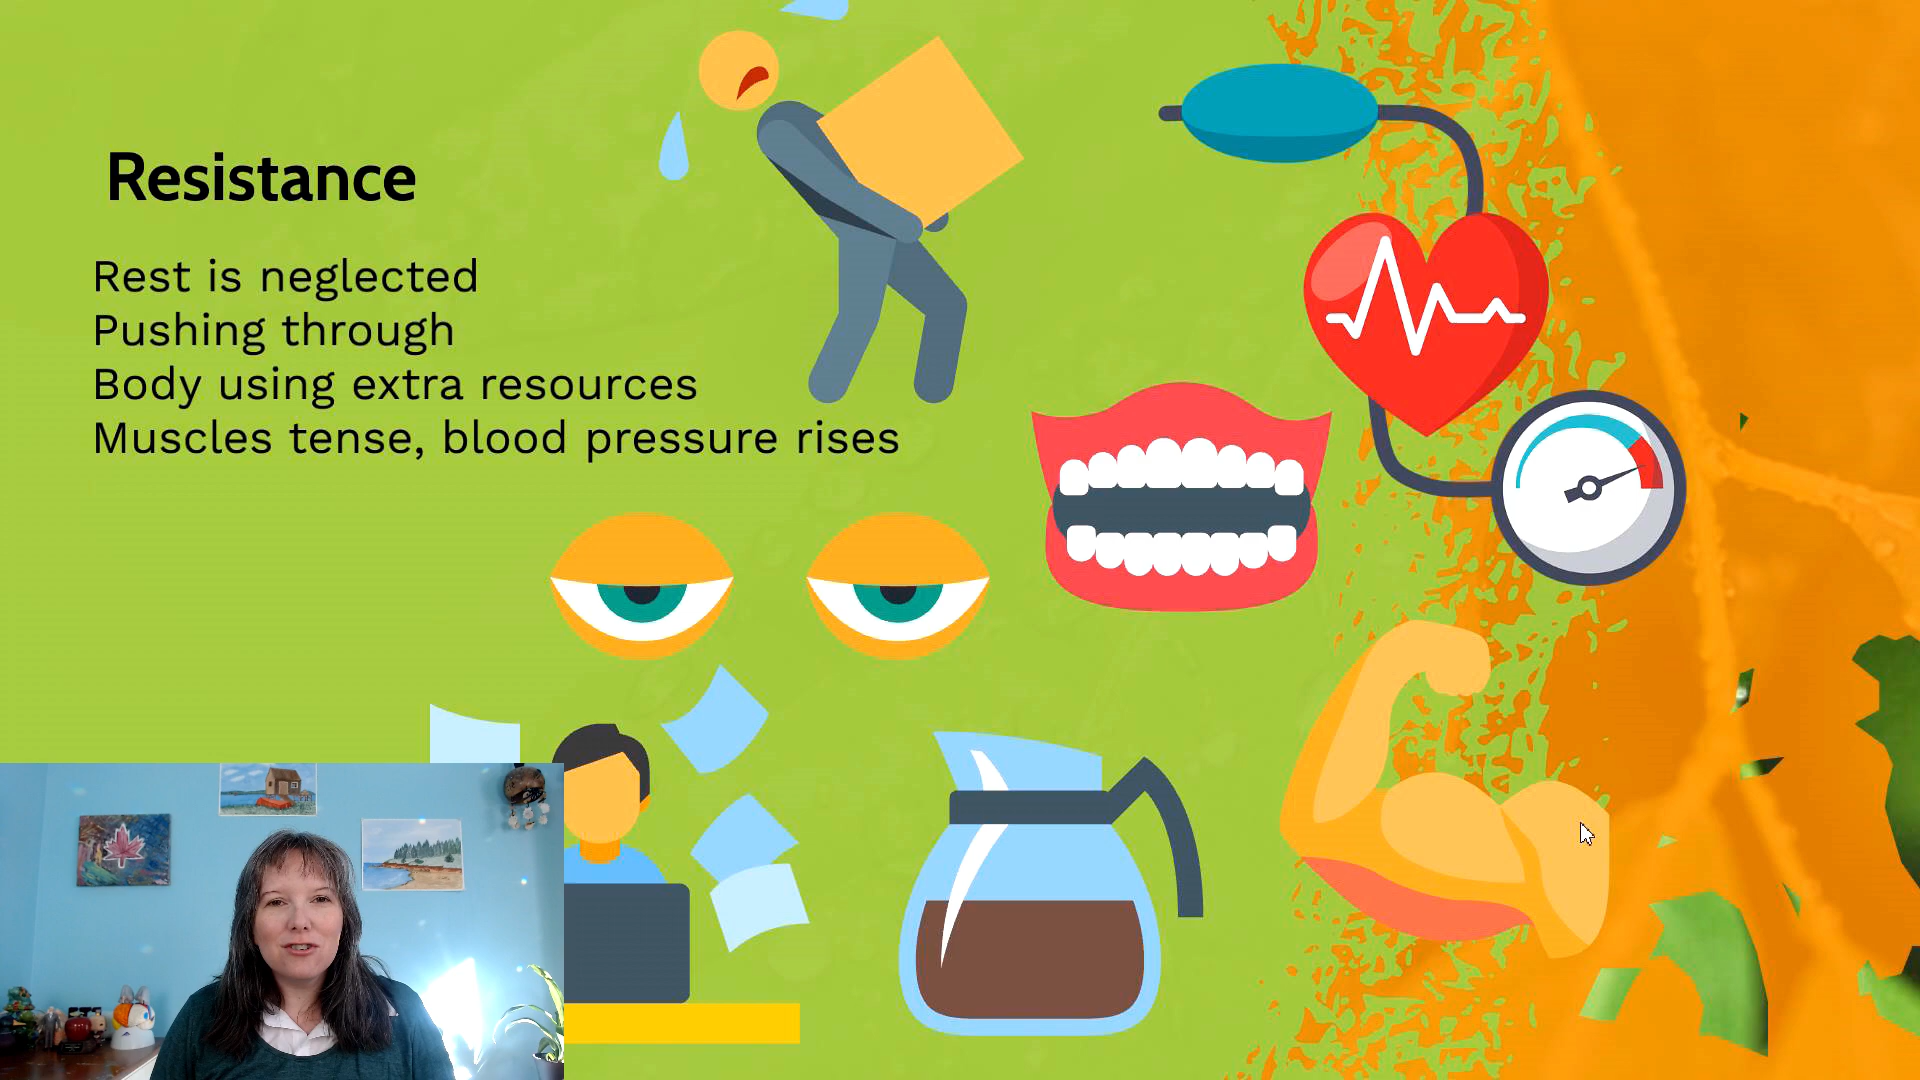 Resistance
Rest is neglected
Pushing through
Body using extra resources
Muscles tense, blood pressure rises